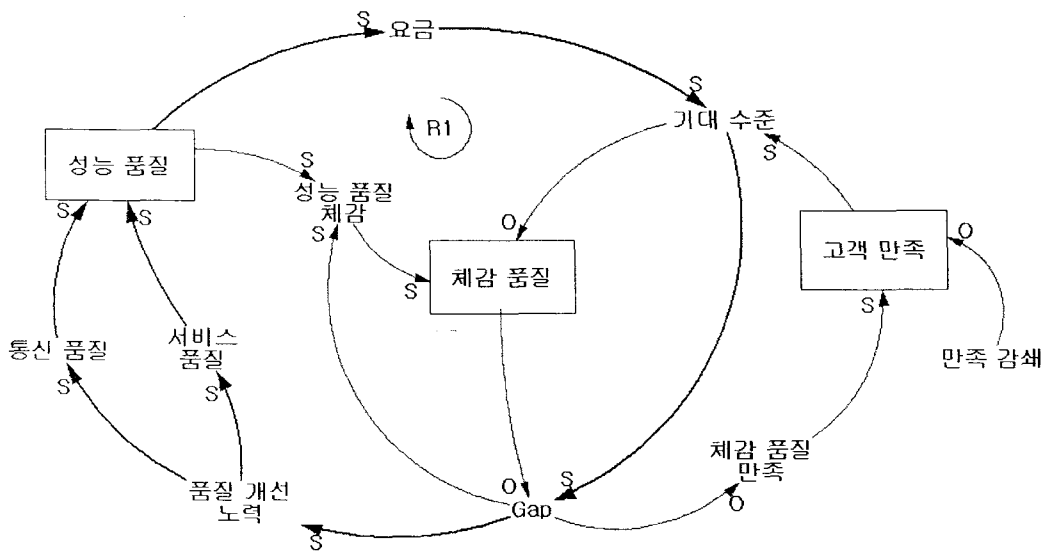 S
요금
S
기대 수준
R1
S
성능 품질
S
성능 품질
체감
S
S
S
O
체감 품질
S
고객 만족
O
S
통신 품질
S
서비스
품질
S
만족 감쇄
체감 품질
만족
O
품질 개선
노력
S
O
Gap
S